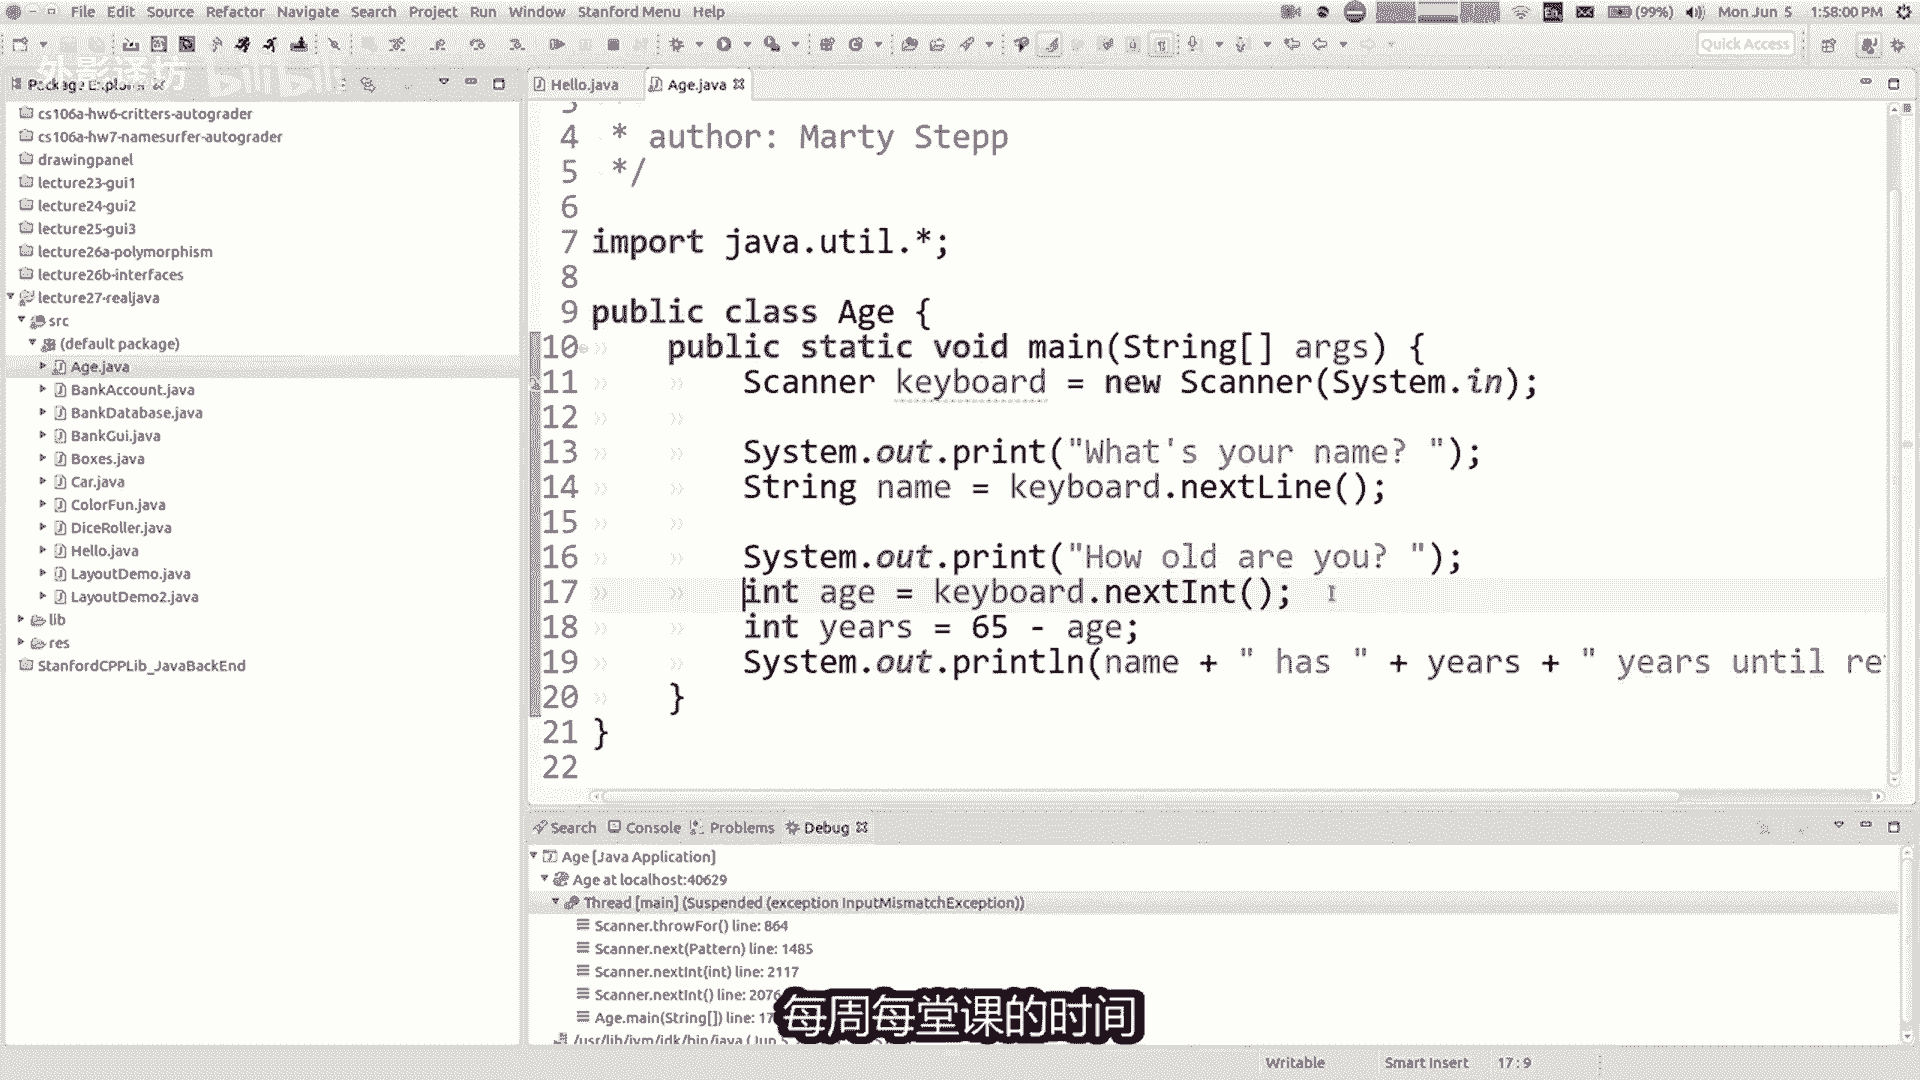 File Edit Source Refactor Navigate Search Project Run Window Stanford Menu Help
(99%) Mon Jun 5 1:58:00 PM
Quick Access
外影译坊 bilibili
Package Explorer
cs106a-hw6-critters-autograder
cs106a-hw7-namesurfer-autograder
drawingpanel
lecture23-gui1
lecture24-gui2
lecture25-gui3
lecture26a-polymorphism
lecture26b-interfaces
lecture27-realjava
src
(default package)
Age.java
BankAccount.java
BankDatabase.java
BankGui.java
Boxes.java
Car.java
ColorFun.java
DiceRoller.java
Hello.java
LayoutDemo.java
LayoutDemo2.java
lib
res
StanfordCPPLib_JavaBackEnd
Hello.java Age.java
4 * author: Marty Stepp
5 */
6
7 import java.util.*;
8
9 public class Age {
10 public static void main(String[] args) {
11 Scanner keyboard = new Scanner(System.in);
12
13 System.out.print("What's your name? ");
14 String name = keyboard.nextLine();
15
16 System.out.print("How old are you? ");
17 int age = keyboard.nextInt();
18 int years = 65 - age;
19 System.out.println(name + " has " + years + " years until re
20 }
21 }
22
Search Console Problems Debug
Age [Java Application]
Age at localhost:40629
Thread [main] (Suspended (exception InputMismatchException))
Scanner.throwFor() line: 864
Scanner.next(Pattern) line: 1485
Scanner.nextInt(int) line: 2117
Scanner.nextInt() line: 2076
Age.main(String[]) line: 17
/usr/lib/jvm/jdk/bin/java (Jun 5
每周每堂课的时间
Writable Smart Insert 17 : 9